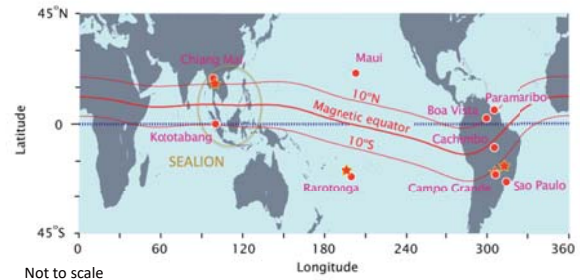 45°N
Chiang Mai
Maui
10°N
Magnetic equator
Boa Vista
Paramaribo
Latitude
0
Kototabang
10°S
Cachimbo
SEALION
Rarotonga
Campo Grande
Sao Paulo
45°S
0 60 120 180 240 300 360
Not to scale
Longitude